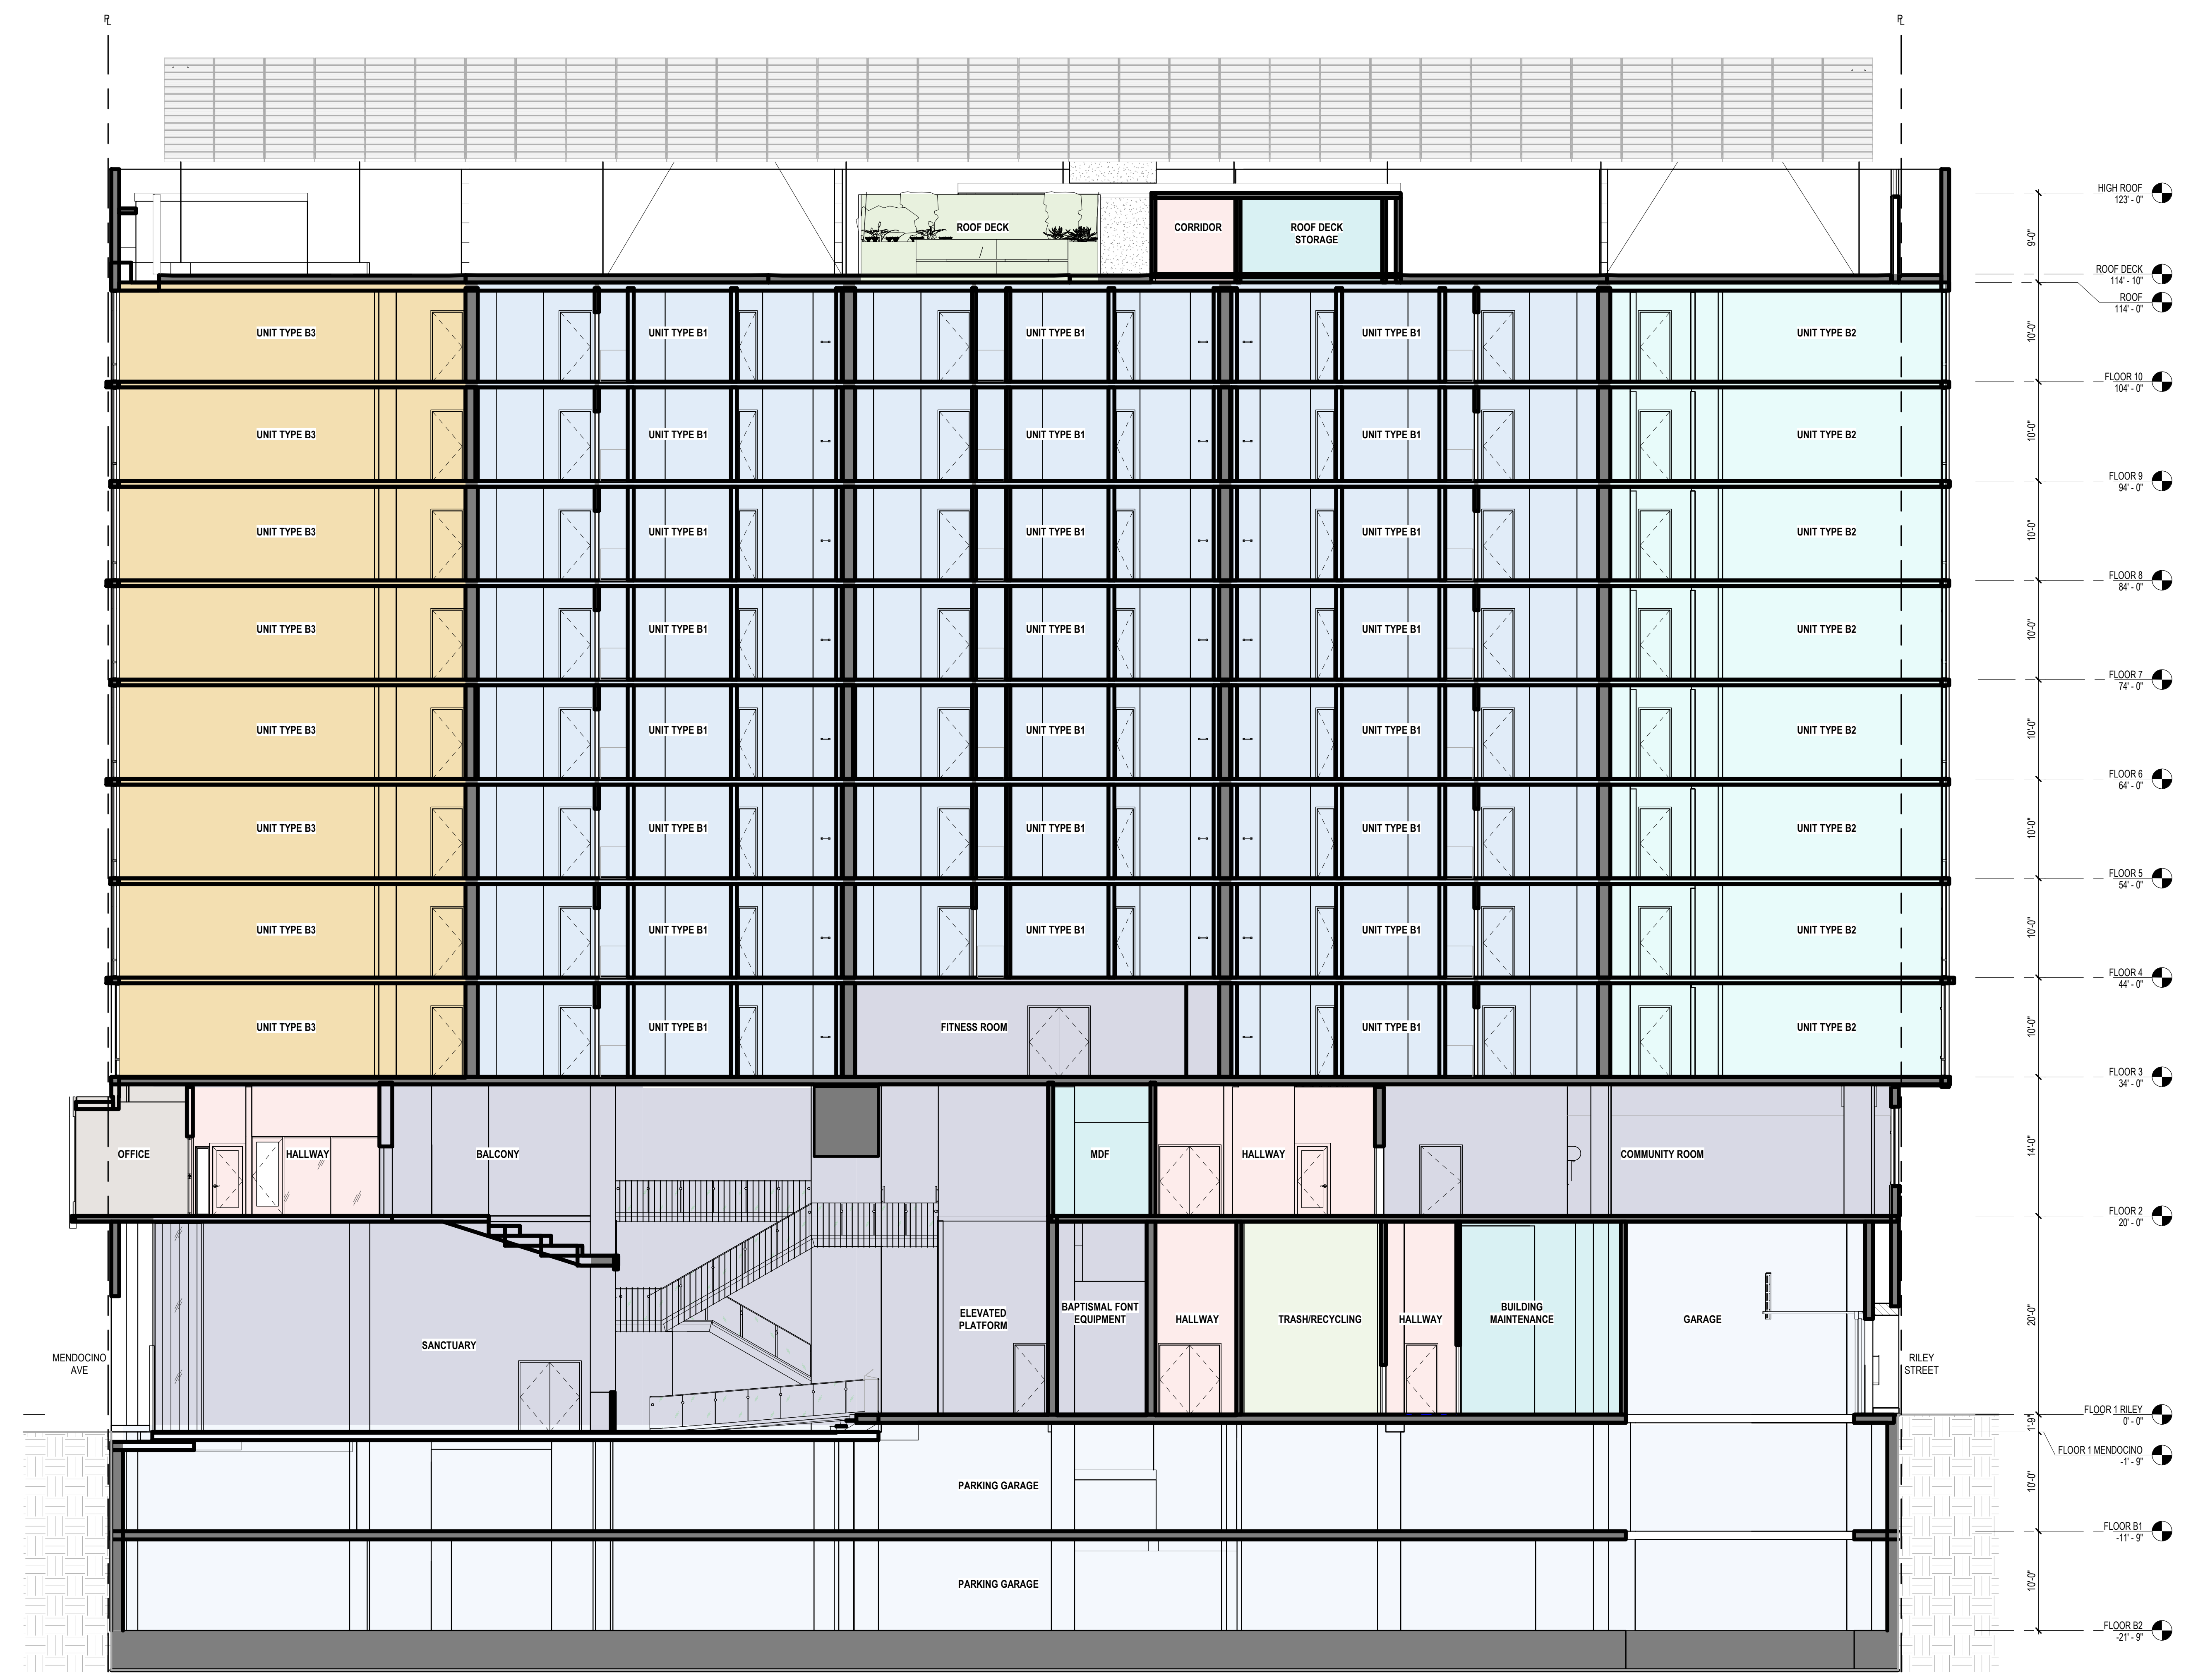 PL
PL
HIGH ROOF
123' - 0"
9'-0"
ROOF DECK
CORRIDOR
ROOF DECK
STORAGE
ROOF DECK
114' - 10"
ROOF
114' - 0"
UNIT TYPE B3
UNIT TYPE B1
UNIT TYPE B1
UNIT TYPE B1
UNIT TYPE B2
10'-0"
FLOOR 10
104' - 0"
UNIT TYPE B3
UNIT TYPE B1
UNIT TYPE B1
UNIT TYPE B1
UNIT TYPE B2
10'-0"
FLOOR 9
94' - 0"
UNIT TYPE B3
UNIT TYPE B1
UNIT TYPE B1
UNIT TYPE B1
UNIT TYPE B2
10'-0"
FLOOR 8
84' - 0"
UNIT TYPE B3
UNIT TYPE B1
UNIT TYPE B1
UNIT TYPE B1
UNIT TYPE B2
10'-0"
FLOOR 7
74' - 0"
UNIT TYPE B3
UNIT TYPE B1
UNIT TYPE B1
UNIT TYPE B1
UNIT TYPE B2
10'-0"
FLOOR 6
64' - 0"
UNIT TYPE B3
UNIT TYPE B1
UNIT TYPE B1
UNIT TYPE B1
UNIT TYPE B2
10'-0"
FLOOR 5
54' - 0"
UNIT TYPE B3
UNIT TYPE B1
UNIT TYPE B1
UNIT TYPE B1
UNIT TYPE B2
10'-0"
FLOOR 4
44' - 0"
UNIT TYPE B3
UNIT TYPE B1
FITNESS ROOM
UNIT TYPE B1
UNIT TYPE B2
10'-0"
FLOOR 3
34' - 0"
OFFICE
HALLWAY
BALCONY
MDF
HALLWAY
COMMUNITY ROOM
14'-0"
FLOOR 2
20' - 0"
SANCTUARY
ELEVATED
PLATFORM
BAPTISMAL FONT
EQUIPMENT
HALLWAY
TRASH/RECYCLING
HALLWAY
BUILDING
MAINTENANCE
GARAGE
20'-0"
MENDOCINO
AVE
RILEY
STREET
FLOOR 1 RILEY
0' - 0"
1'-9"
FLOOR 1 MENDOCINO
-1' - 9"
PARKING GARAGE
10'-0"
FLOOR B1
-11' - 9"
PARKING GARAGE
10'-0"
FLOOR B2
-21' - 9"